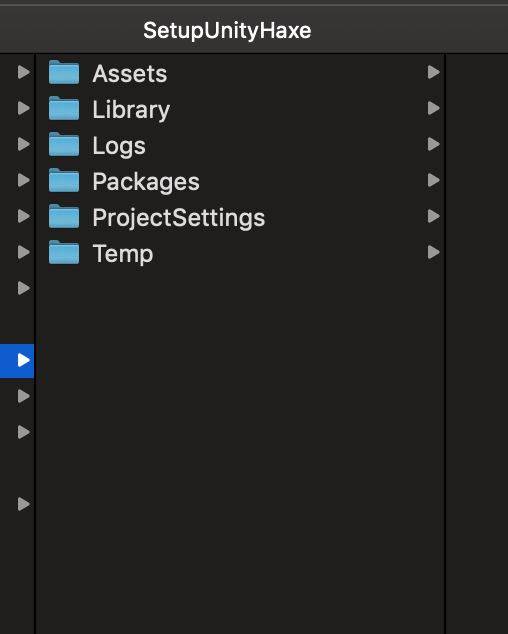 SetupUnityHaxe
Assets
Library
Logs
Packages
ProjectSettings
Temp